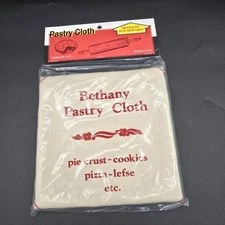 Pastry Cloth
Bethany
Pastry Cloth
pie crust-cookies
pizza-lefse
etc.